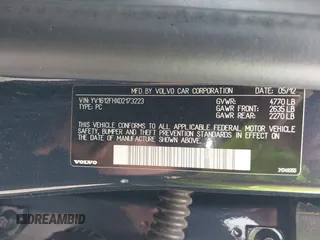 MFD BY VOLVO CAR CORPORATION 05/12
VIN: YV1612FHXD2173223 GVWR: 4770 LB
TYPE: PC GAWR FRONT: 2635 LB
GAWR REAR: 2270 LB
THIS VEHICLE CONFORMS TO ALL APPLICABLE FEDERAL MOTOR VEHICLE
SAFETY, BUMPER AND THEFT PREVENTION STANDARDS IN EFFECT ON THE
DATE OF MANUFACTURE SHOWN ABOVE
VOLVO
DREAMBID